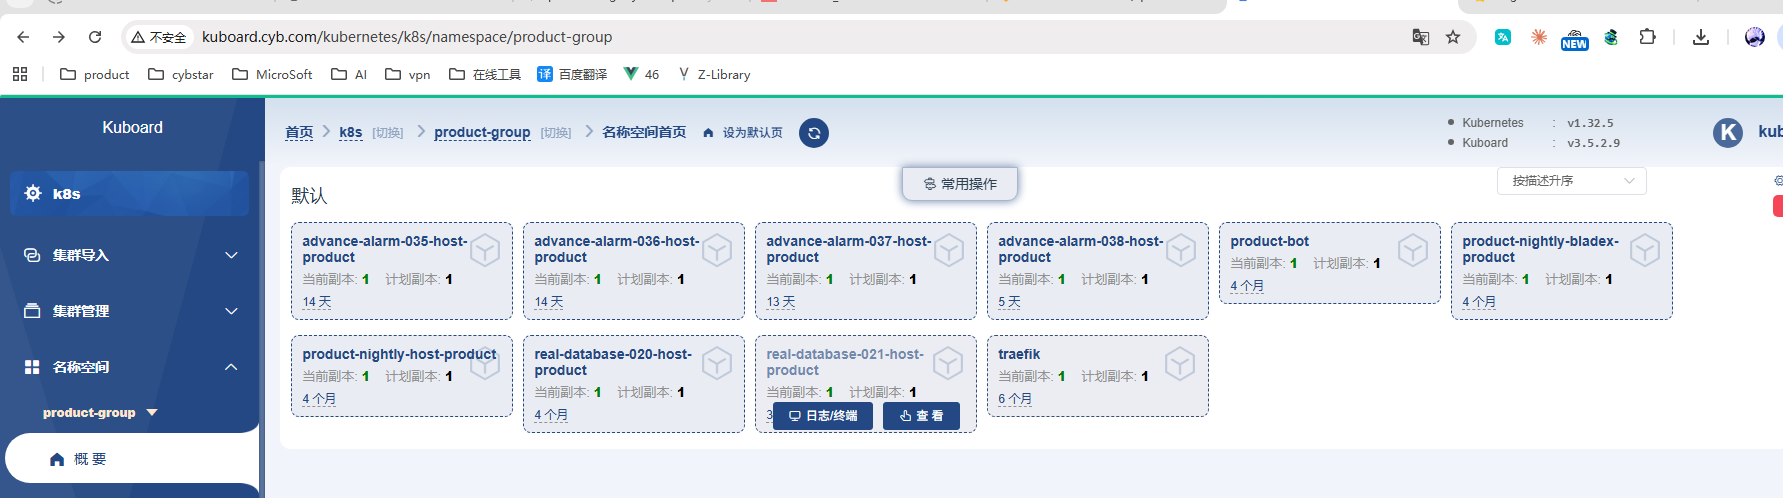 不安全 kuboard.cyb.com/kubernetes/k8s/namespace/product-group
NEW
product cybstar MicroSoft AI vpn 在线工具 译 百度翻译 46 Z-Library
Kuboard
首页 k8s [切换] product-group [切换] 名称空间首页 设为默认页
Kubernetes : v1.32.5
Kuboard : v3.5.2.9
K
k8s
集群导入
集群管理
名称空间
product-group
概 要
常用操作
按描述升序
默认
advance-alarm-035-host-
product
当前副本: 1 计划副本: 1
14 天
advance-alarm-036-host-
product
当前副本: 1 计划副本: 1
14 天
advance-alarm-037-host-
product
当前副本: 1 计划副本: 1
13 天
advance-alarm-038-host-
product
当前副本: 1 计划副本: 1
5 天
product-bot
当前副本: 1 计划副本: 1
4 个月
product-nightly-bladex-
product
当前副本: 1 计划副本: 1
4 个月
product-nightly-host-product
当前副本: 1 计划副本: 1
4 个月
real-database-020-host-
product
当前副本: 1 计划副本: 1
4 个月
real-database-021-host-
product
当前副本: 1 计划副本: 1
3
日志/终端 查 看
traefik
当前副本: 1 计划副本: 1
6 个月